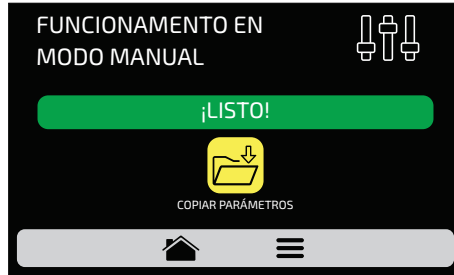 FUNCIONAMENTO EN
MODO MANUAL
¡LISTO!
COPIAR PARÁMETROS